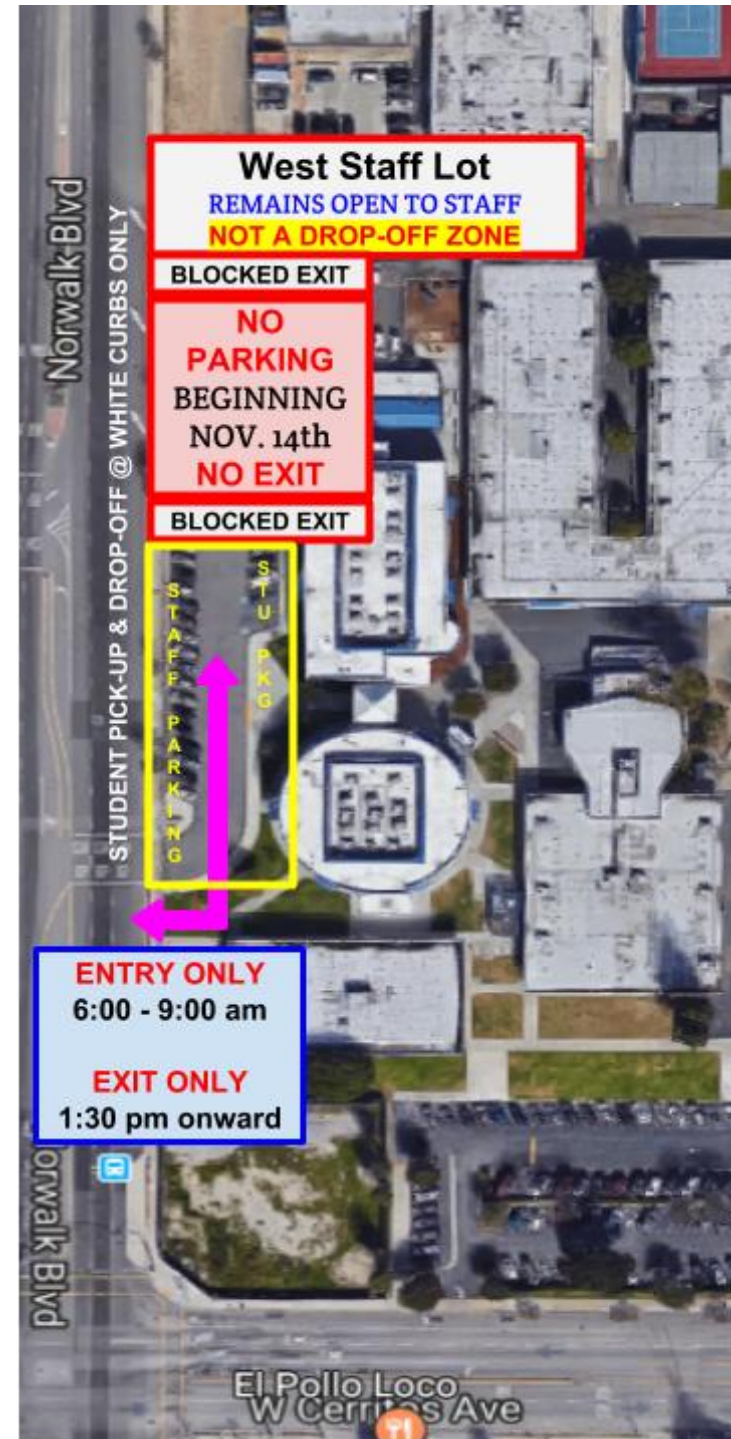 West Staff Lot
REMAINS OPEN TO STAFF
NOT A DROP-OFF ZONE
BLOCKED EXIT
NO
PARKING
BEGINNING
NOV. 14th
NO EXIT
BLOCKED EXIT
Norwalk Blvd
STUDENT PICK-UP & DROP-OFF @ WHITE CURBS ONLY
STAFF PARKING
STU PKG
ENTRY ONLY
6:00 - 9:00 am
EXIT ONLY
1:30 pm onward
Norwalk Blvd
El Pollo Loco
W Cerritos Ave